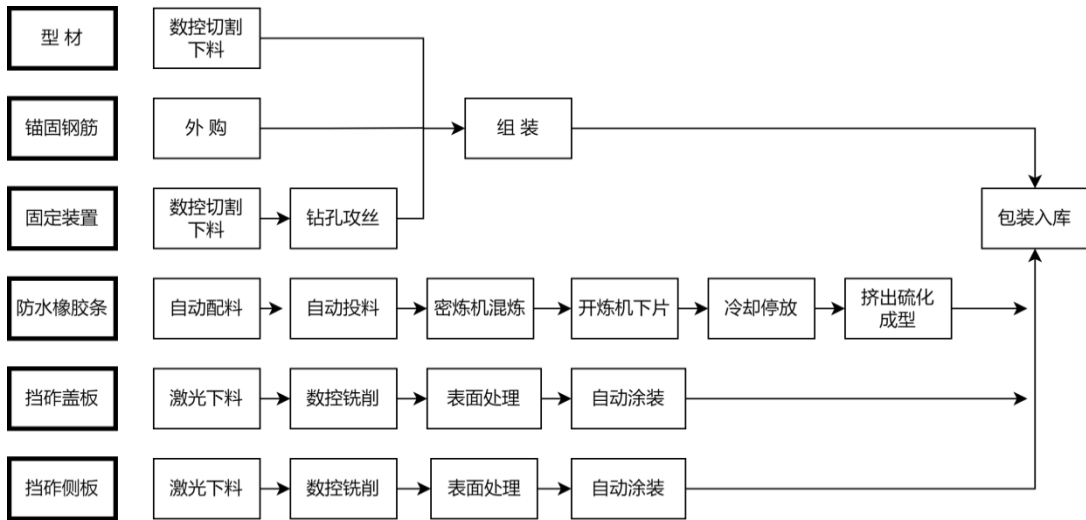 型 材
数控切割
下料
锚固钢筋
外 购
组 装
固定装置
数控切割
下料
钻孔攻丝
包装入库
防水橡胶条
自动配料
自动投料
密炼机混炼
开炼机下片
冷却停放
挤出硫化
成型
挡砟盖板
激光下料
数控铣削
表面处理
自动涂装
挡砟侧板
激光下料
数控铣削
表面处理
自动涂装